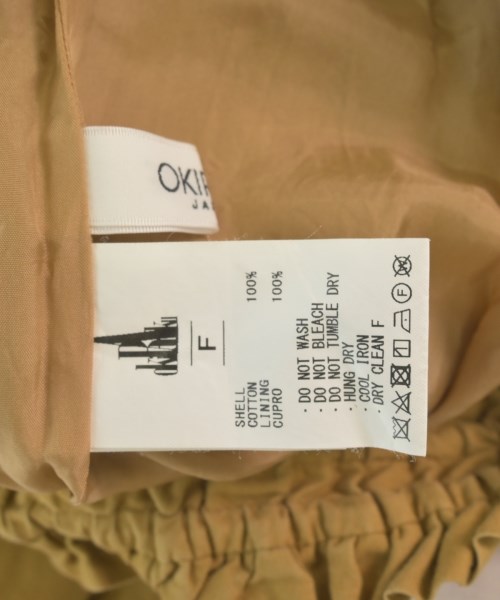 OKI
JA
F
SHELL
COTTON 100%
LINING
CUPRO 100%
· DO NOT WASH
· DO NOT BLEACH
· DO NOT TUMBLE DRY
· HUNG DRY
· COOL IRON
· DRY CLEAN F
F